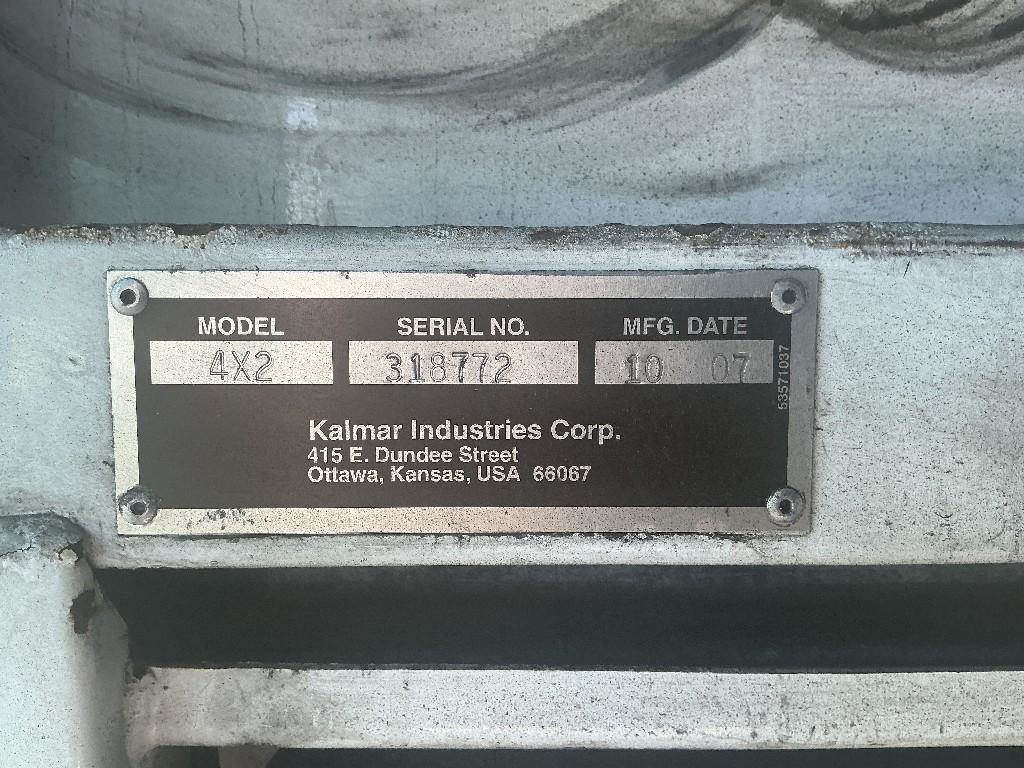 MODEL SERIAL NO. MFG. DATE
4X2 318772 10 07
53571037
Kalmar Industries Corp.
415 E. Dundee Street
Ottawa, Kansas, USA 66067